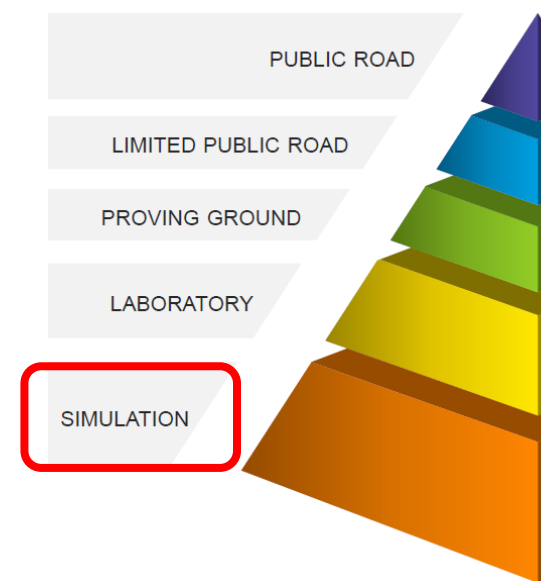 PUBLIC ROAD
LIMITED PUBLIC ROAD
PROVING GROUND
LABORATORY
SIMULATION